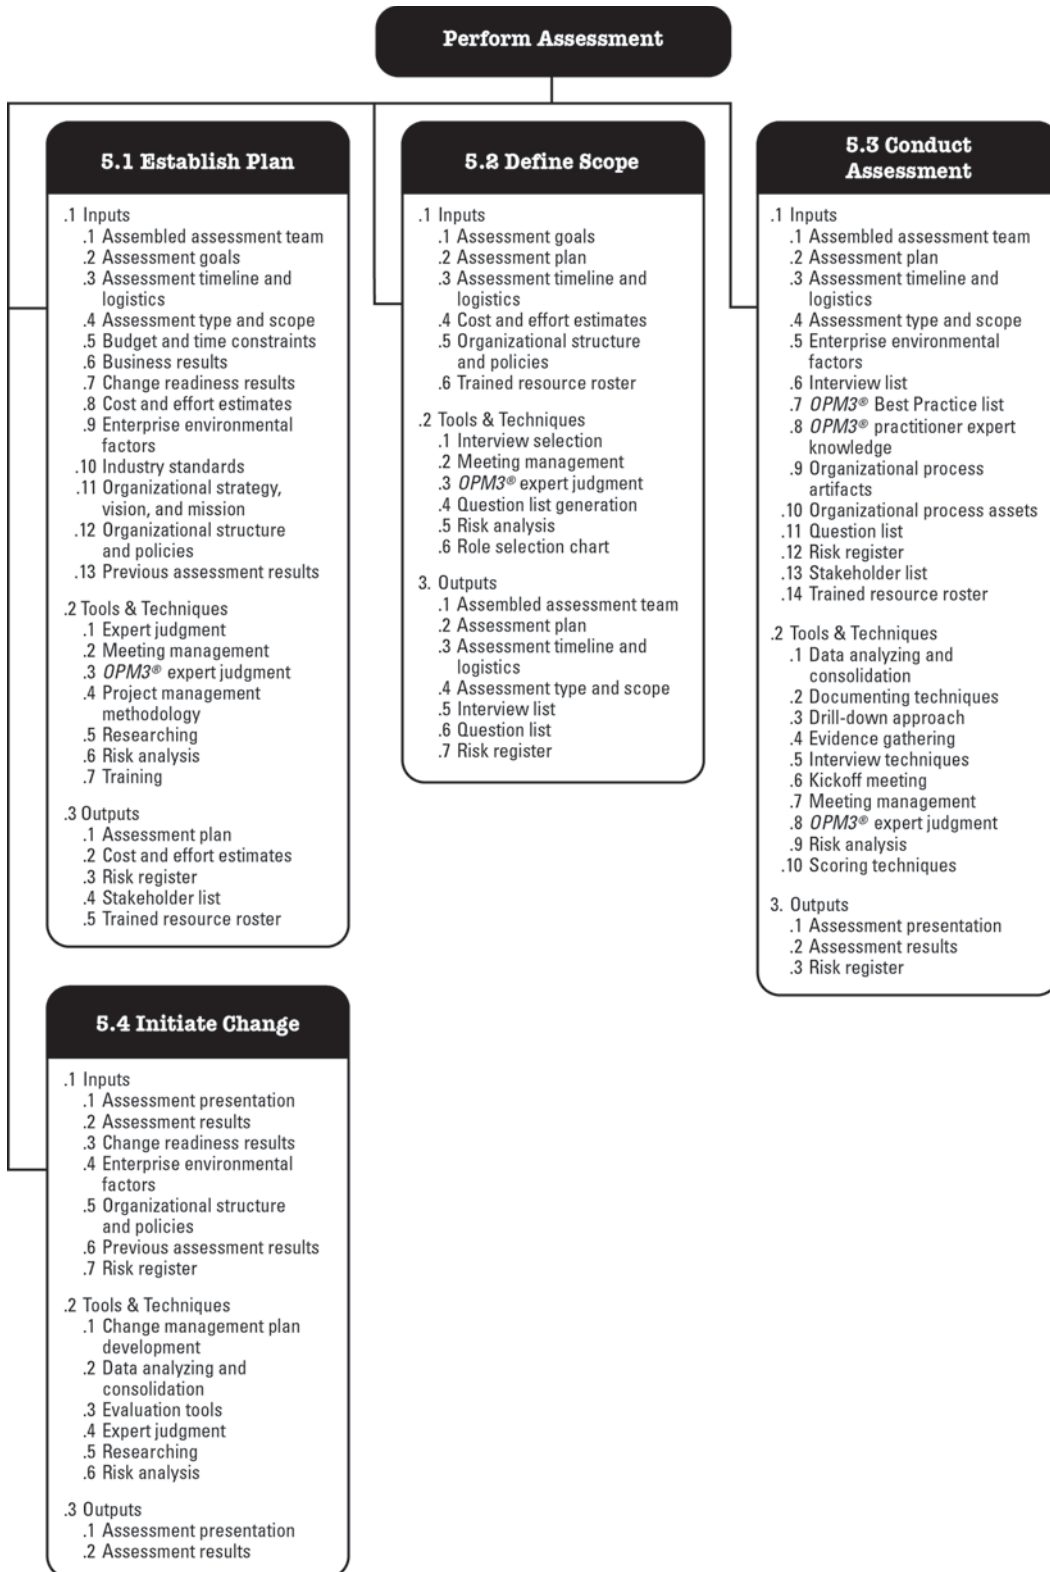 Perform Assessment
5.1 Establish Plan
.1 Inputs
.1 Assembled assessment team
.2 Assessment goals
.3 Assessment timeline and
logistics
.4 Assessment type and scope
.5 Budget and time constraints
.6 Business results
.7 Change readiness results
.8 Cost and effort estimates
.9 Enterprise environmental
factors
.10 Industry standards
.11 Organizational strategy,
vision, and mission
.12 Organizational structure
and policies
.13 Previous assessment results
.2 Tools & Techniques
.1 Expert judgment
.2 Meeting management
.3 OPM3® expert judgment
.4 Project management
methodology
.5 Researching
.6 Risk analysis
.7 Training
.3 Outputs
.1 Assessment plan
.2 Cost and effort estimates
.3 Risk register
.4 Stakeholder list
.5 Trained resource roster
5.2 Define Scope
.1 Inputs
.1 Assessment goals
.2 Assessment plan
.3 Assessment timeline and
logistics
.4 Cost and effort estimates
.5 Organizational structure
and policies
.6 Trained resource roster
.2 Tools & Techniques
.1 Interview selection
.2 Meeting management
.3 OPM3® expert judgment
.4 Question list generation
.5 Risk analysis
.6 Role selection chart
3. Outputs
.1 Assembled assessment team
.2 Assessment plan
.3 Assessment timeline and
logistics
.4 Assessment type and scope
.5 Interview list
.6 Question list
.7 Risk register
5.3 Conduct
Assessment
.1 Inputs
.1 Assembled assessment team
.2 Assessment plan
.3 Assessment timeline and
logistics
.4 Assessment type and scope
.5 Enterprise environmental
factors
.6 Interview list
.7 OPM3® Best Practice list
.8 OPM3® practitioner expert
knowledge
.9 Organizational process
artifacts
.10 Organizational process assets
.11 Question list
.12 Risk register
.13 Stakeholder list
.14 Trained resource roster
.2 Tools & Techniques
.1 Data analyzing and
consolidation
.2 Documenting techniques
.3 Drill-down approach
.4 Evidence gathering
.5 Interview techniques
.6 Kickoff meeting
.7 Meeting management
.8 OPM3® expert judgment
.9 Risk analysis
.10 Scoring techniques
3. Outputs
.1 Assessment presentation
.2 Assessment results
.3 Risk register
5.4 Initiate Change
.1 Inputs
.1 Assessment presentation
.2 Assessment results
.3 Change readiness results
.4 Enterprise environmental
factors
.5 Organizational structure
and policies
.6 Previous assessment results
.7 Risk register
.2 Tools & Techniques
.1 Change management plan
development
.2 Data analyzing and
consolidation
.3 Evaluation tools
.4 Expert judgment
.5 Researching
.6 Risk analysis
.3 Outputs
.1 Assessment presentation
.2 Assessment results